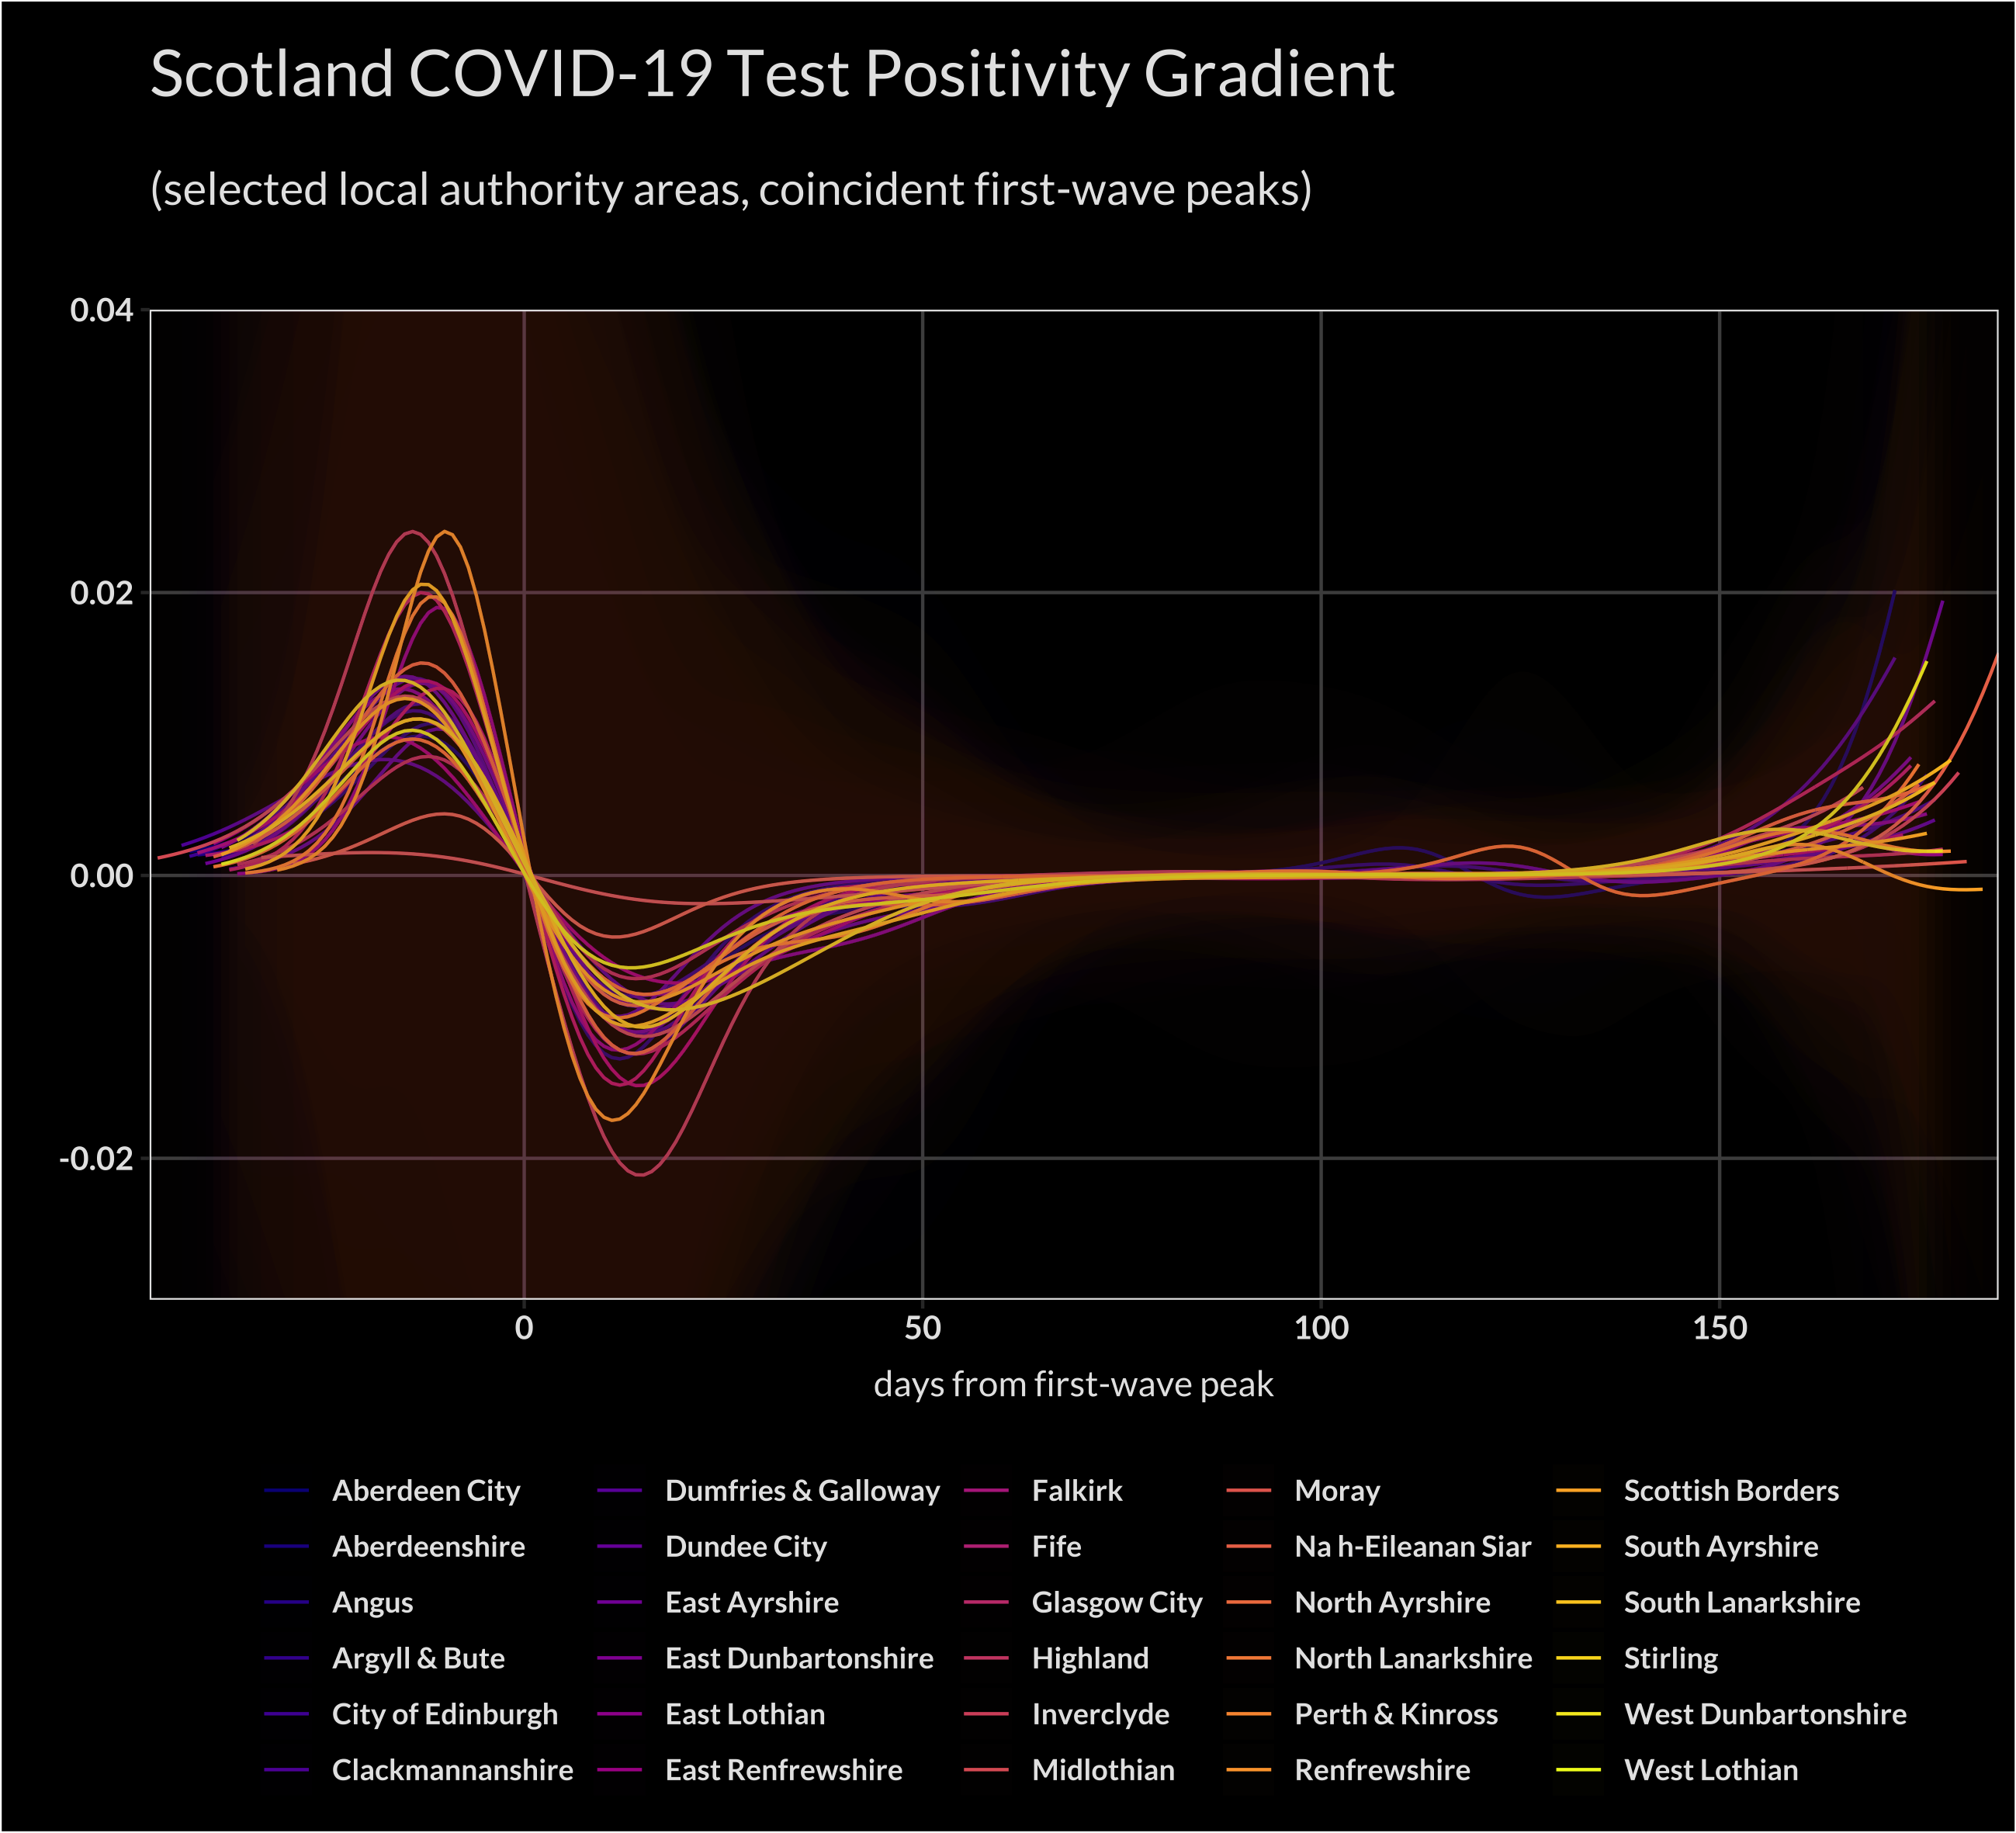 Scotland COVID-19 Test Positivity Gradient
(selected local authority areas, coincident first-wave peaks)
0.04
0.02
0.00
-0.02
0 50 100 150
days from first-wave peak
Aberdeen City Dumfries & Galloway Falkirk Moray Scottish Borders
Aberdeenshire Dundee City Fife Na h-Eileanan Siar South Ayrshire
Angus East Ayrshire Glasgow City North Ayrshire South Lanarkshire
Argyll & Bute East Dunbartonshire Highland North Lanarkshire Stirling
City of Edinburgh East Lothian Inverclyde Perth & Kinross West Dunbartonshire
Clackmannanshire East Renfrewshire Midlothian Renfrewshire West Lothian